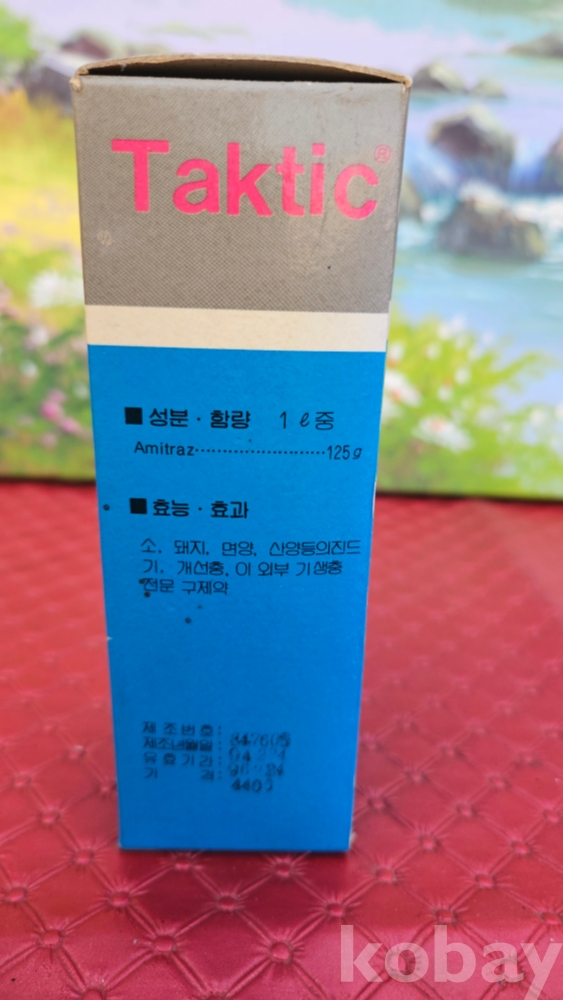 Taktic®
■ 성분 · 함량 1ℓ중
Amitraz························125g
■ 효능 · 효과
소, 돼지, 면양, 산양등의진드
기, 개선충, 이 외부 기생충
전문 구제약
제 조 번 호 :
제조년월일 :
유 효 기 간 :
가 격 :
kobay